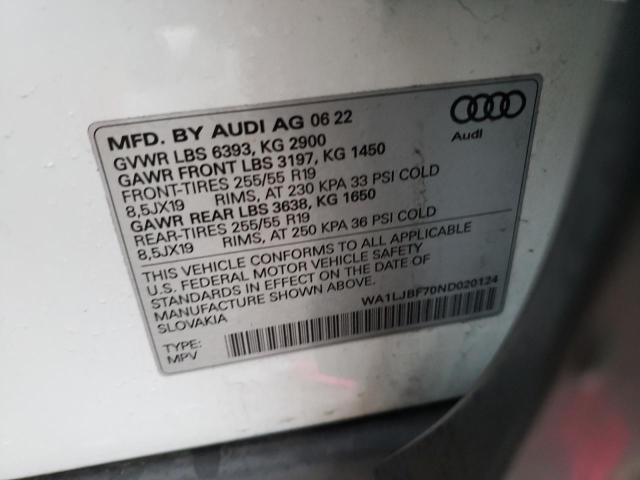 MFD. BY AUDI AG 06 22
GVWR LBS 6393, KG 2900
GAWR FRONT LBS 3197, KG 1450
FRONT-TIRES 255/55 R19
8,5JX19 RIMS, AT 230 KPA 33 PSI COLD
GAWR REAR LBS 3638, KG 1650
REAR-TIRES 255/55 R19
8,5JX19 RIMS, AT 250 KPA 36 PSI COLD
Audi
THIS VEHICLE CONFORMS TO ALL APPLICABLE
U.S. FEDERAL MOTOR VEHICLE SAFETY
STANDARDS IN EFFECT ON THE DATE OF
MANUFACTURE SHOWN ABOVE.
SLOVAKIA
WA1LJBF70ND020124
TYPE:
MPV